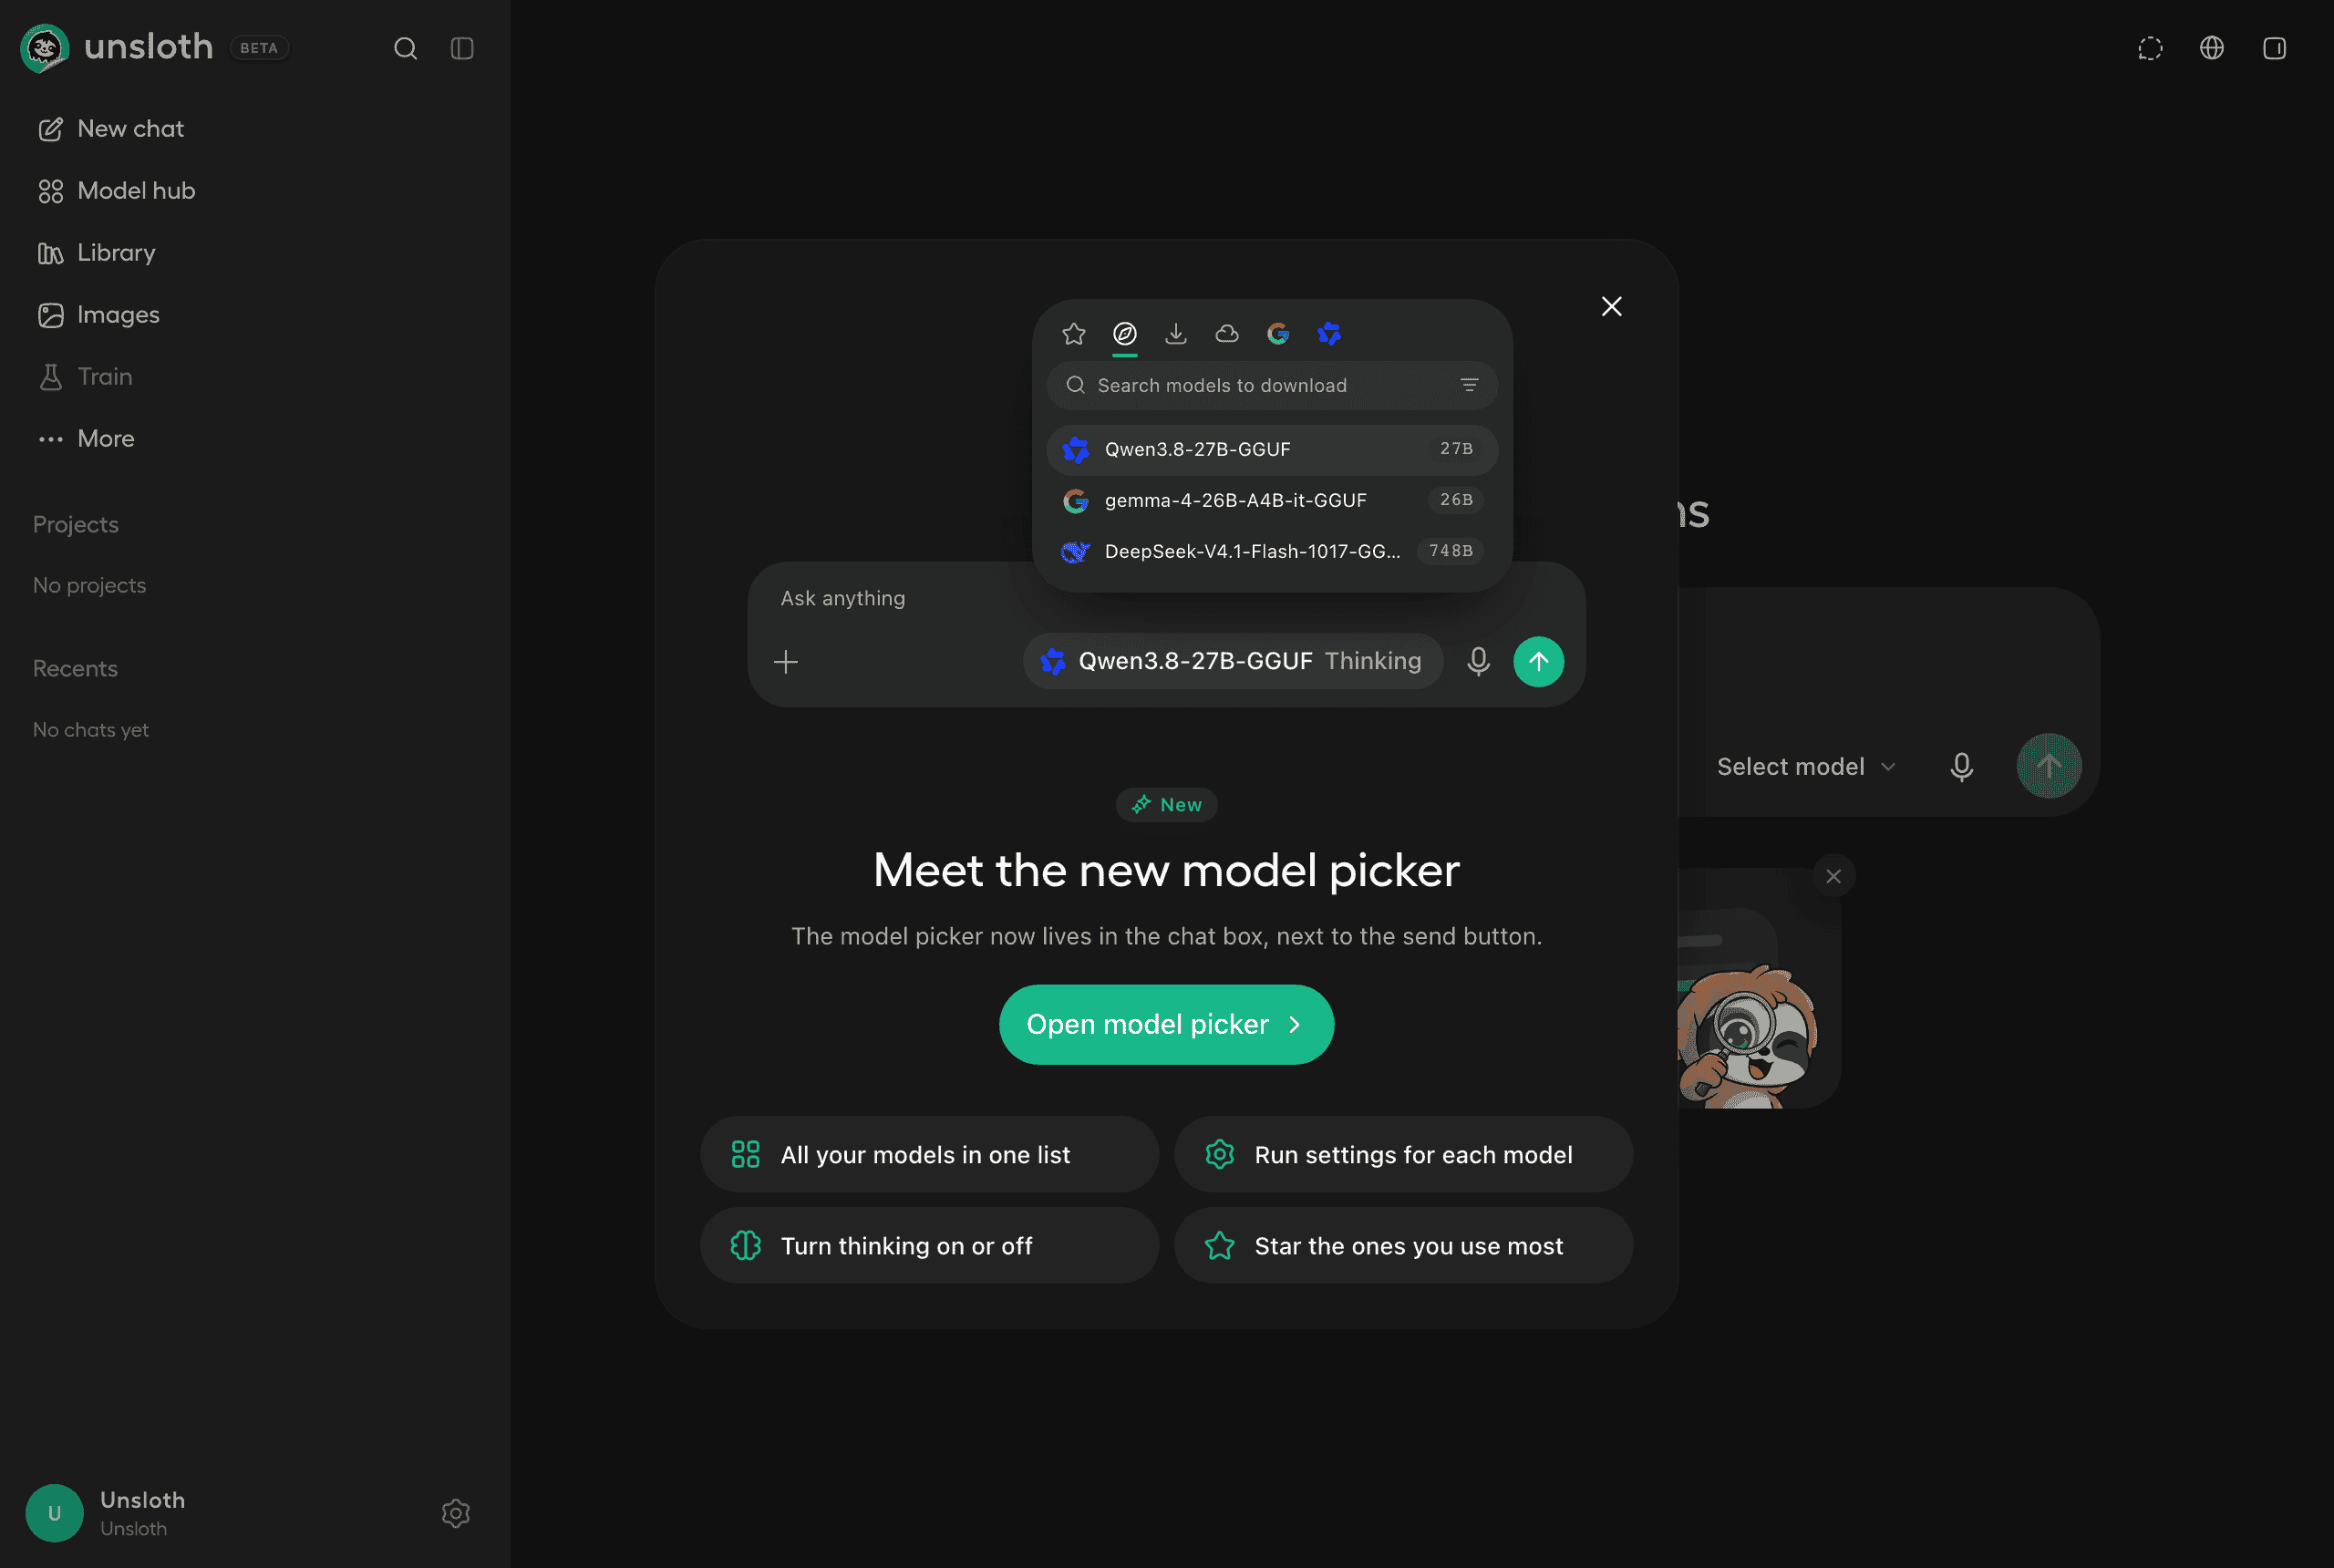 unsloth BETA
New chat
Model hub
Library
Images
Train
More
Projects
No projects
Recents
No chats yet
Unsloth
U
Unsloth
Search models to download
Qwen3.8-27B-GGUF 27B
gemma-4-26B-A4B-it-GGUF 26B
DeepSeek-V4.1-Flash-1017-GG... 748B
Ask anything
Qwen3.8-27B-GGUF Thinking
New
Meet the new model picker
The model picker now lives in the chat box, next to the send button.
Open model picker
All your models in one list
Run settings for each model
Turn thinking on or off
Star the ones you use most
Select model